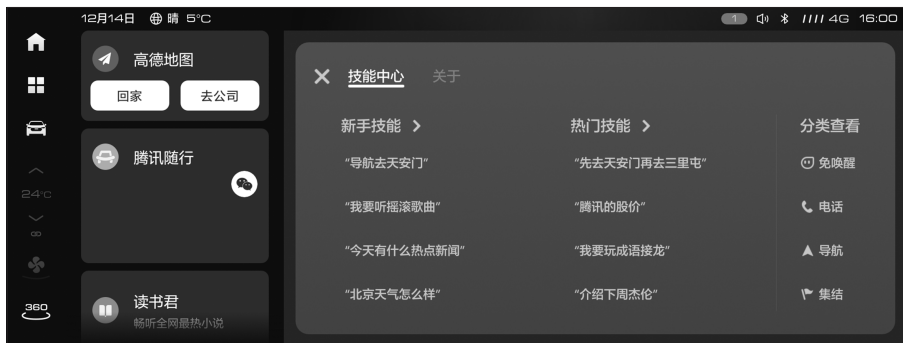 12月14日 晴 5°C
1 4G 16:00
24°C
360
高德地图
回家 去公司
腾讯随行
读书君
畅听全网最热小说
技能中心 关于
新手技能 >
“导航去天安门”
“我要听摇滚歌曲”
“今天有什么热点新闻”
“北京天气怎么样”
热门技能 >
“先去天安门再去三里屯”
“腾讯的股价”
“我要玩成语接龙”
“介绍下周杰伦”
分类查看
免唤醒
电话
导航
集结